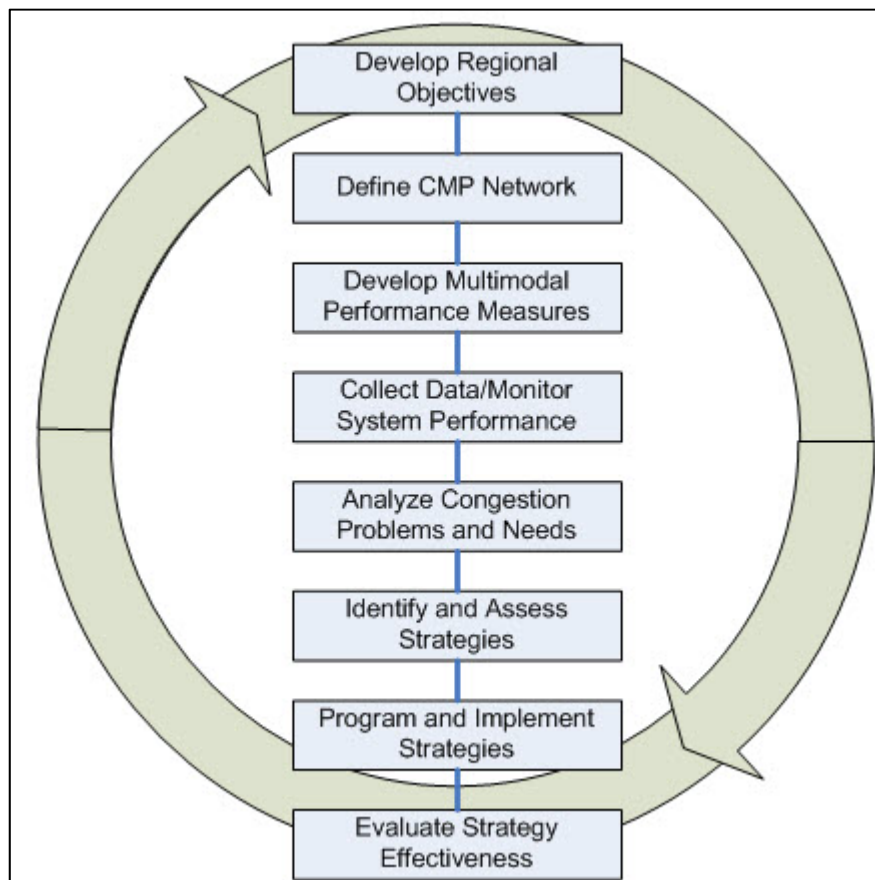 Develop Regional
Objectives
Define CMP Network
Develop Multimodal
Performance Measures
Collect Data/Monitor
System Performance
Analyze Congestion
Problems and Needs
Identify and Assess
Strategies
Program and Implement
Strategies
Evaluate Strategy
Effectiveness